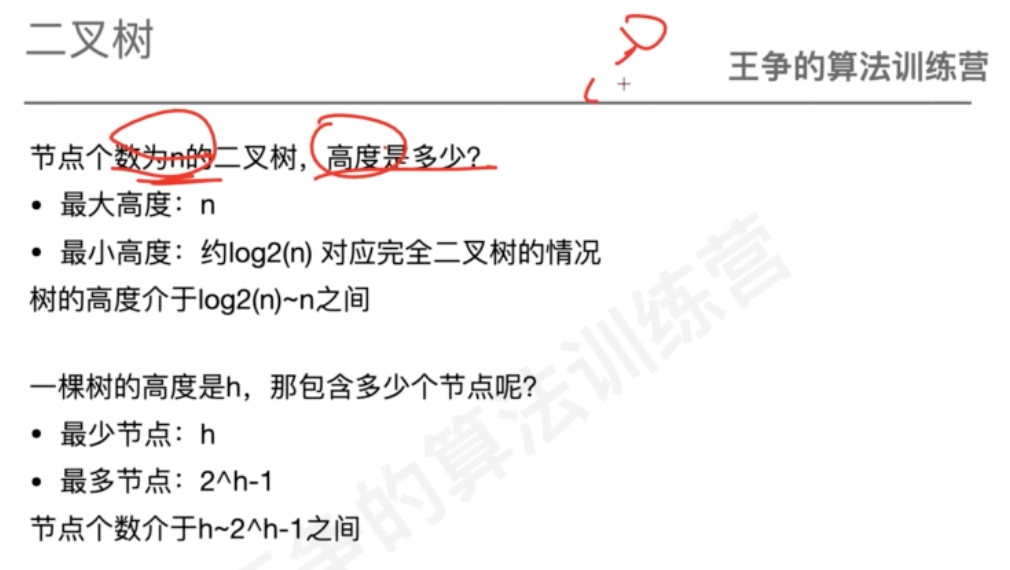 二叉树
王争的算法训练营
节点个数为n的二叉树，高度是多少？
• 最大高度：n
• 最小高度：约log2(n) 对应完全二叉树的情况
树的高度介于log2(n)~n之间
一棵树的高度是h，那包含多少个节点呢？
• 最少节点：h
• 最多节点：2^h-1
节点个数介于h~2^h-1之间
王争的算法训练营